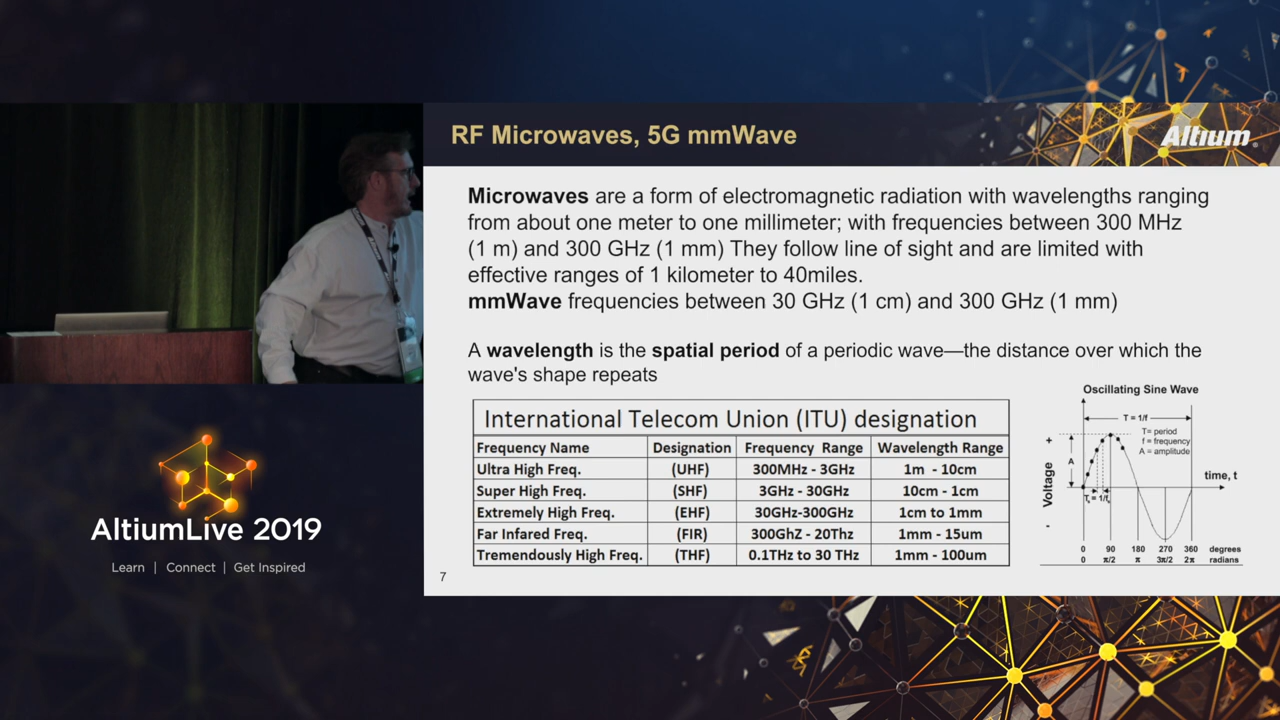 RF Microwaves, 5G mmWave
Altium
Microwaves are a form of electromagnetic radiation with wavelengths ranging
from about one meter to one millimeter; with frequencies between 300 MHz
(1 m) and 300 GHz (1 mm) They follow line of sight and are limited with
effective ranges of 1 kilometer to 40miles.
mmWave frequencies between 30 GHz (1 cm) and 300 GHz (1 mm)
A wavelength is the spatial period of a periodic wave—the distance over which the
wave's shape repeats
International Telecom Union (ITU) designation
Frequency Name Designation Frequency Range Wavelength Range
Ultra High Freq. (UHF) 300MHz - 3GHz 1m - 10cm
Super High Freq. (SHF) 3GHz - 30GHz 10cm - 1cm
Extremely High Freq. (EHF) 30GHz-300GHz 1cm to 1mm
Far Infared Freq. (FIR) 300GhZ - 20Thz 1mm - 15um
Tremendously High Freq. (THF) 0.1THz to 30 THz 1mm - 100um
Oscillating Sine Wave
T = 1/f
T= period
f = frequency
A = amplitude
+
A
Voltage
-
time, t
Ts = 1/fs
0 90 180 270 360 degrees
0 π/2 π 3π/2 2π radians
7
AltiumLive 2019
Learn | Connect | Get Inspired